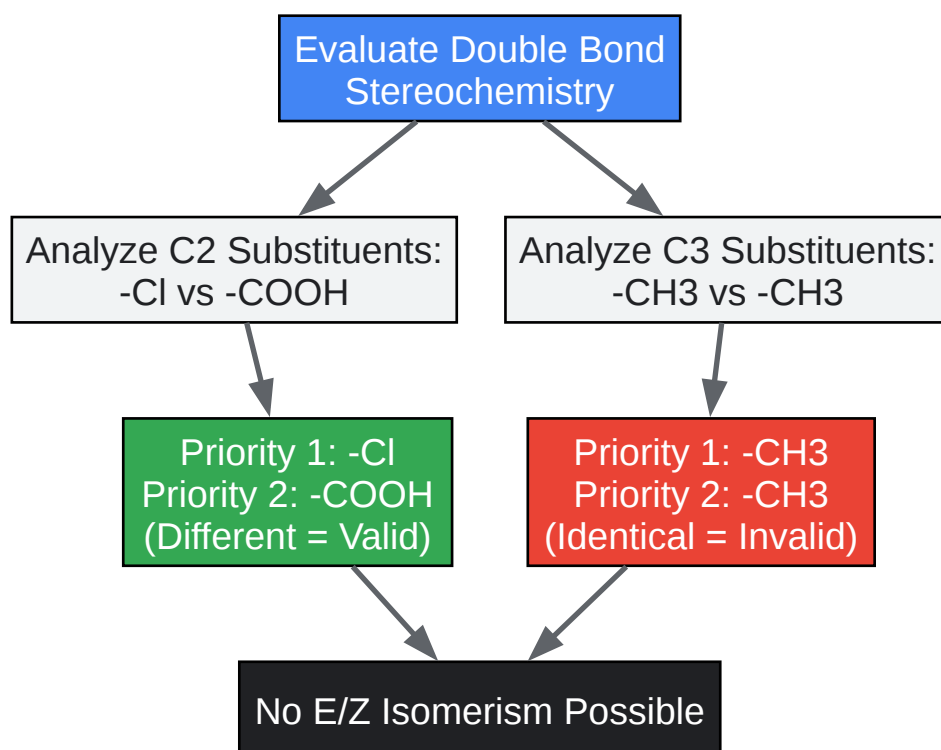 Evaluate Double Bond
Stereochemistry
Analyze C2 Substituents:
-Cl vs -COOH
Analyze C3 Substituents:
-CH3 vs -CH3
Priority 1: -Cl
Priority 2: -COOH
(Different = Valid)
Priority 1: -CH3
Priority 2: -CH3
(Identical = Invalid)
No E/Z Isomerism Possible